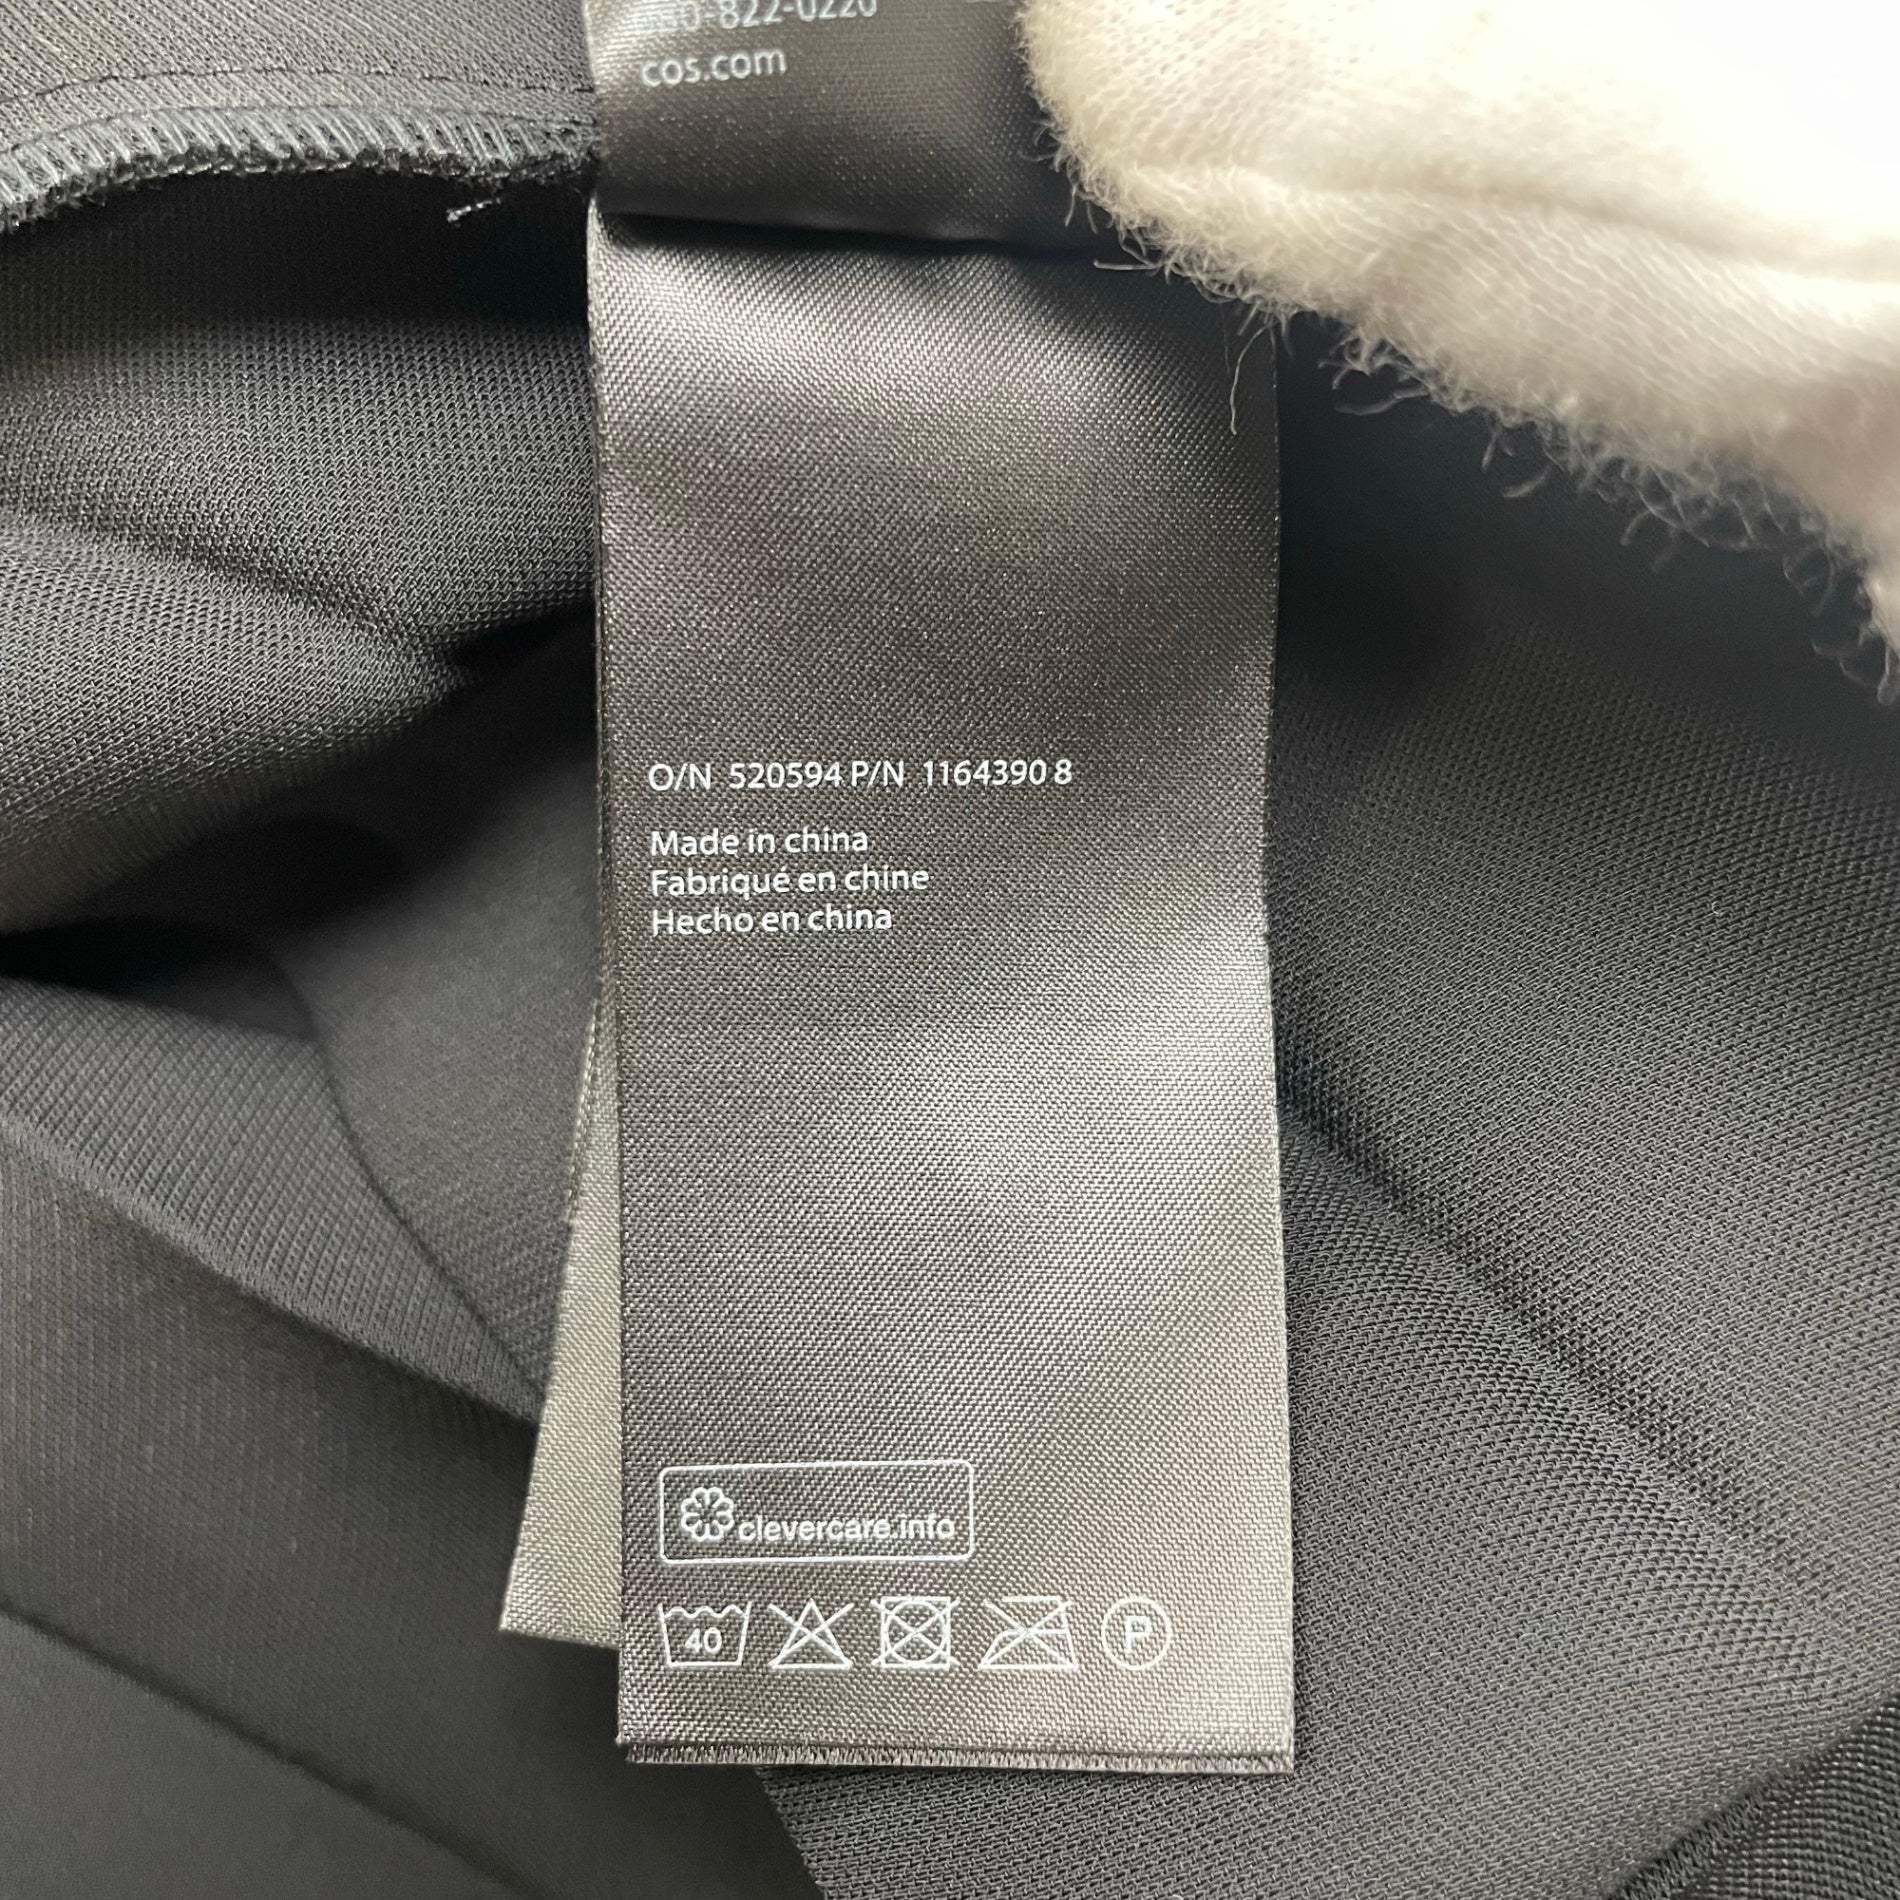 cos.com
O/N 520594 P/N 1164390 8
Made in china
Fabriqué en chine
Hecho en china
clevercare.info
40
P